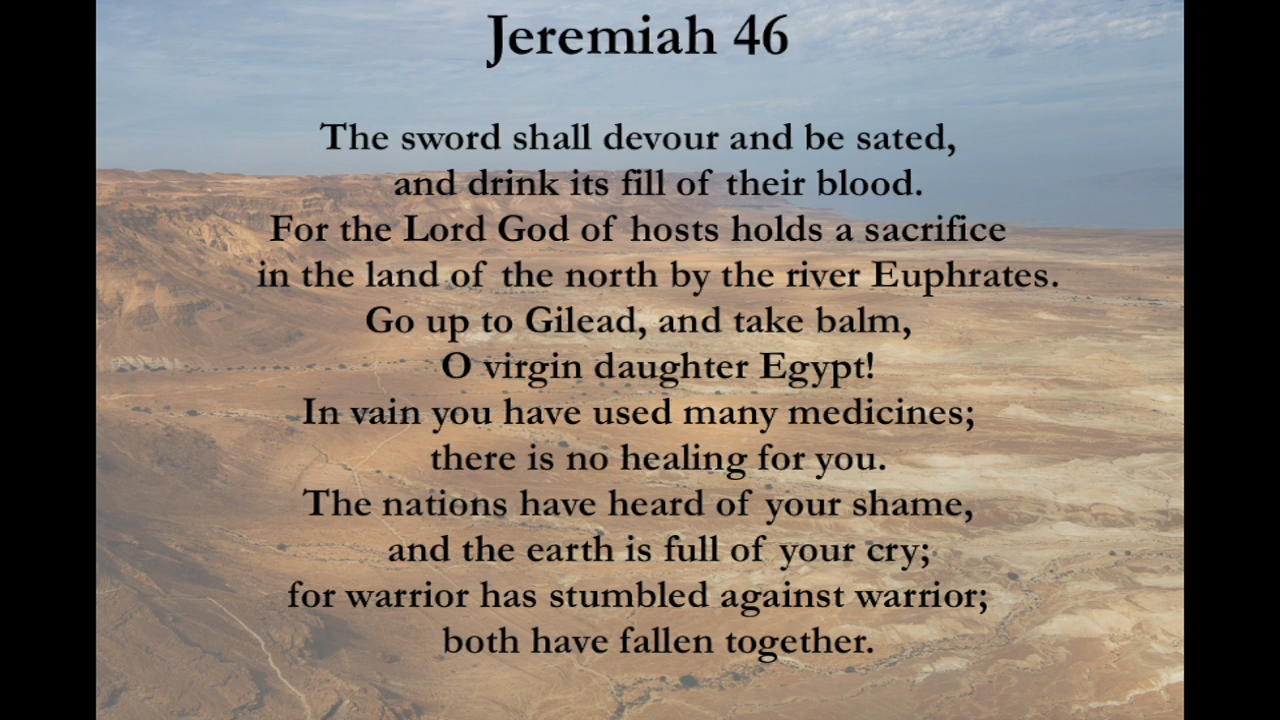 Jeremiah 46
The sword shall devour and be sated,
and drink its fill of their blood.
For the Lord God of hosts holds a sacrifice
in the land of the north by the river Euphrates.
Go up to Gilead, and take balm,
O virgin daughter Egypt!
In vain you have used many medicines;
there is no healing for you.
The nations have heard of your shame,
and the earth is full of your cry;
for warrior has stumbled against warrior;
both have fallen together.